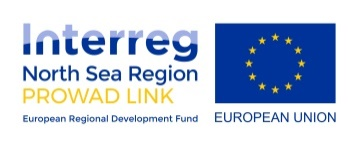 Interreg
North Sea Region
PROWAD LINK
European Regional Development Fund
EUROPEAN UNION